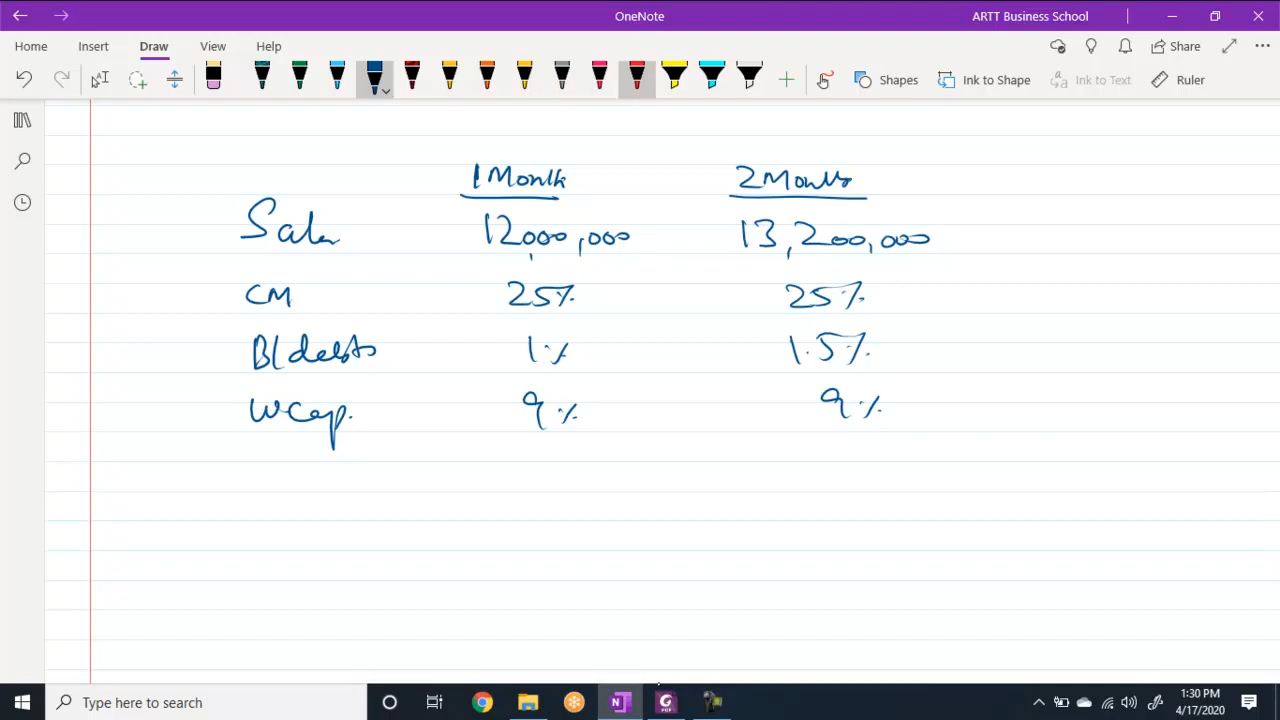 OneNote
ARTT Business School
Home Insert Draw View Help
Share
Shapes
Ink to Shape
Ink to Text
Ruler
1 Month 2 Months
Sales 12,000,000 13,200,000
CM 25% 25%
B/debts 1% 1.5%
W Cap. 9% 9%
Type here to search
1:30 PM
4/17/2020